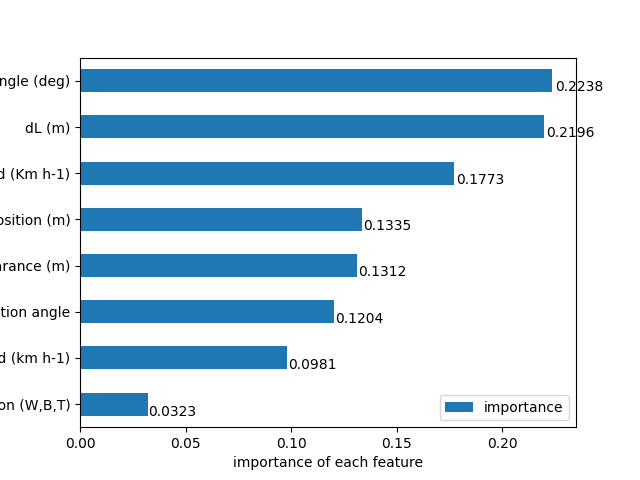 ngle (deg)
0.2238
dL (m)
0.2196
d (Km h-1)
0.1773
osition (m)
0.1335
arance (m)
0.1312
tion angle
0.1204
d (km h-1)
0.0981
on (W,B,T)
0.0323
importance
0.00 0.05 0.10 0.15 0.20
importance of each feature